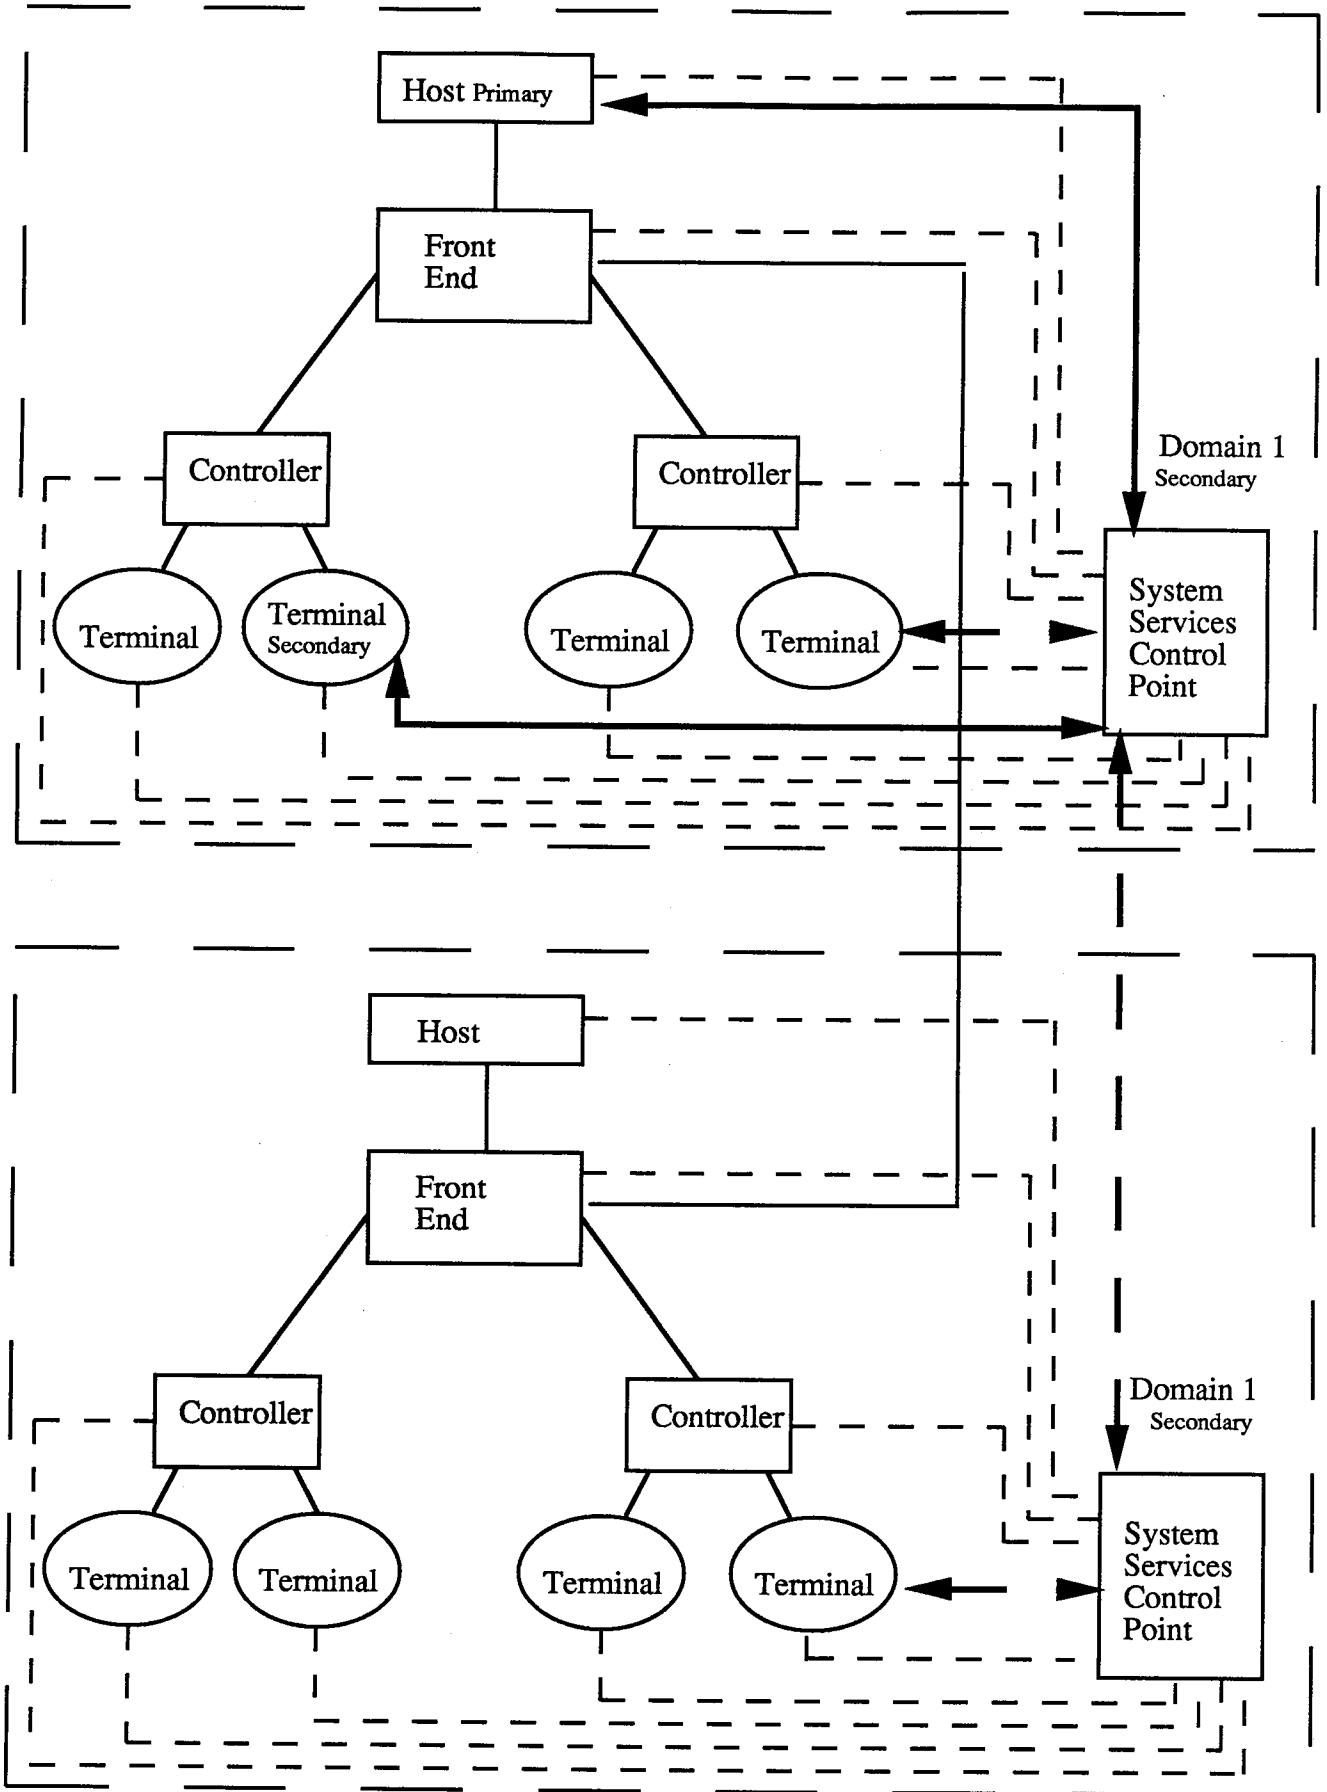 Host Primary
Front
End
Controller
Controller
Domain 1
Secondary
Terminal
Terminal
Secondary
Terminal
Terminal
System
Services
Control
Point
Host
Front
End
Controller
Controller
Domain 1
Secondary
Terminal
Terminal
Terminal
Terminal
System
Services
Control
Point